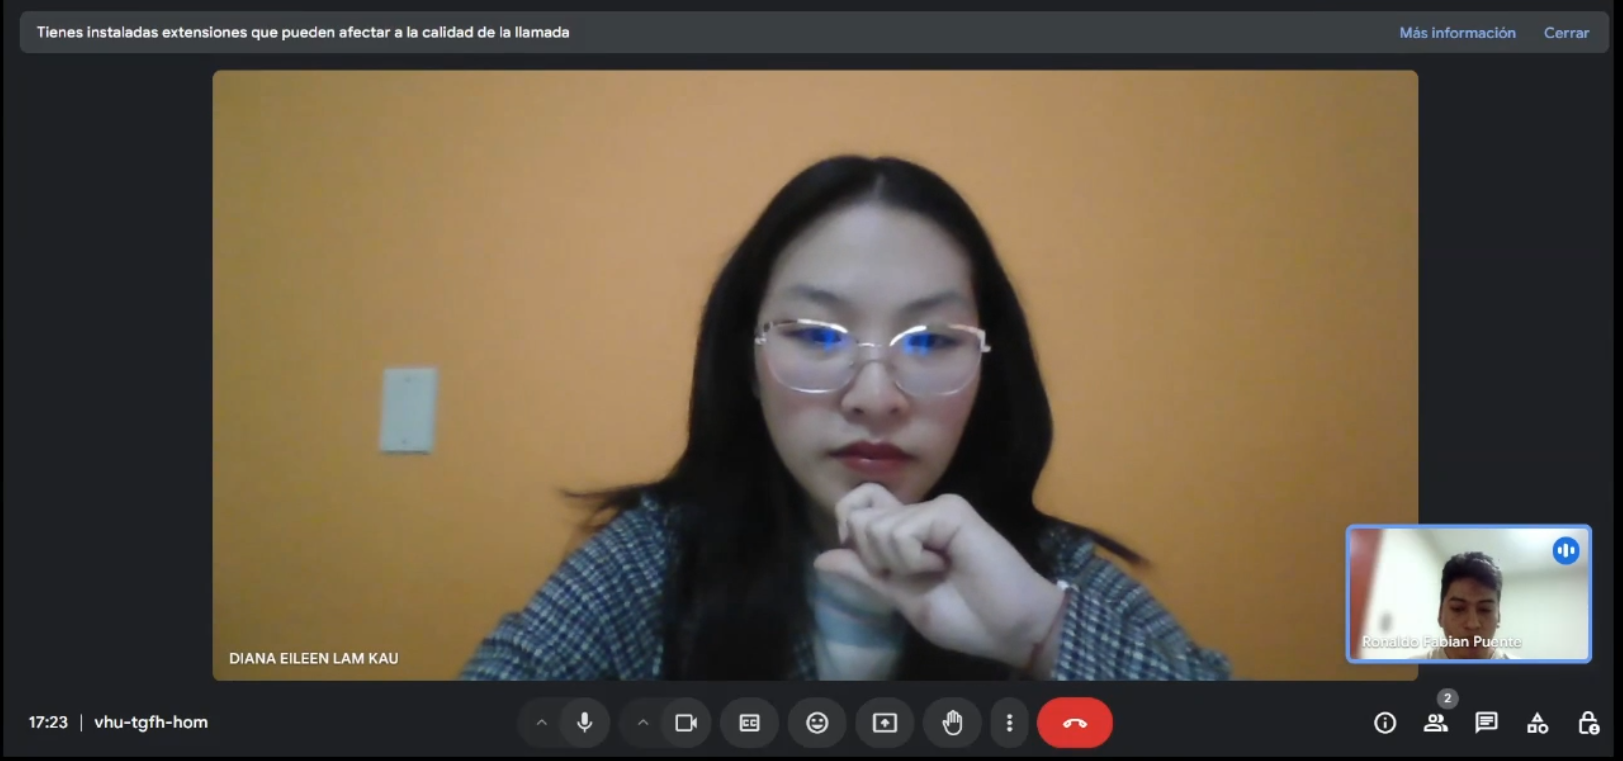 Tienes instaladas extensiones que pueden afectar a la calidad de la llamada
Más información
Cerrar
DIANA EILEEN LAM KAU
Ronaldo Fabian Puente
17:23 | vhu-tgfh-hom
CC
2